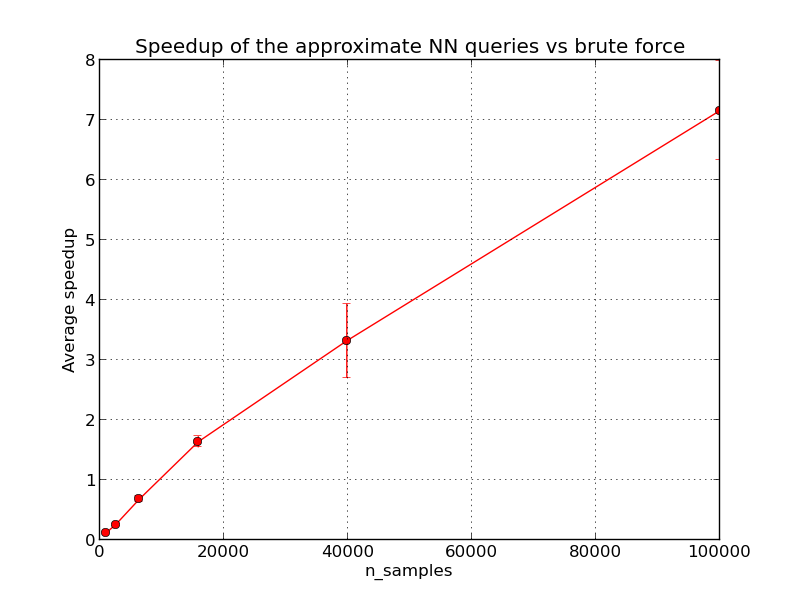 Speedup of the approximate NN queries vs brute force
8
7
6
5
4
3
2
1
0
Average speedup
0 20000 40000 60000 80000 100000
n_samples